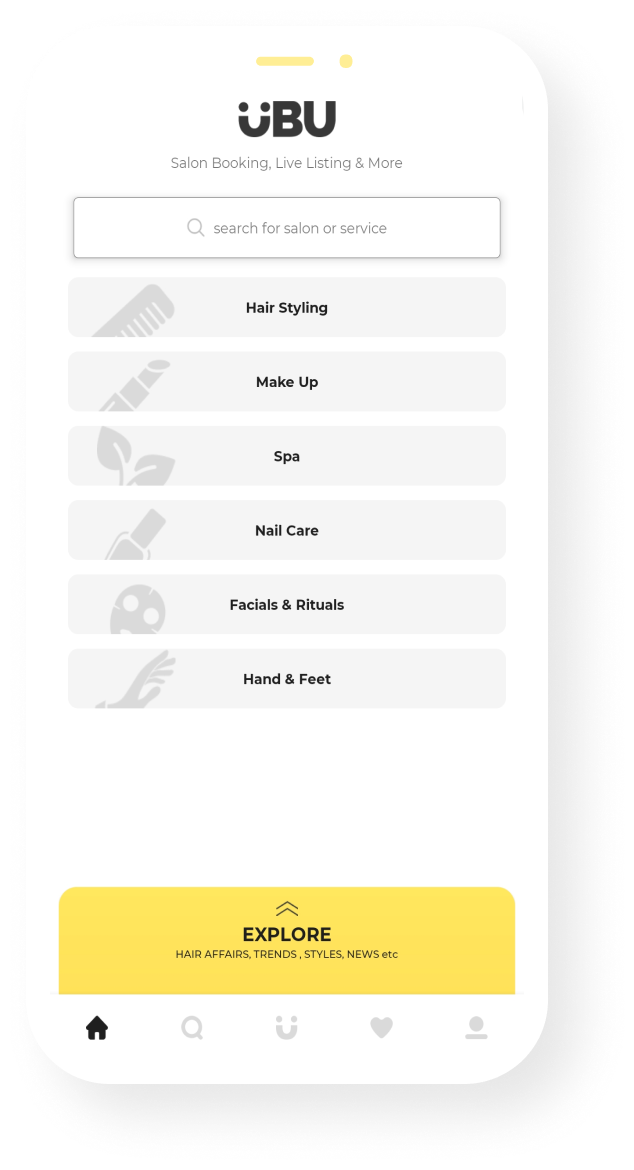 ÜBU
Salon Booking, Live Listing & More
search for salon or service
Hair Styling
Make Up
Spa
Nail Care
Facials & Rituals
Hand & Feet
EXPLORE
HAIR AFFAIRS, TRENDS , STYLES, NEWS etc